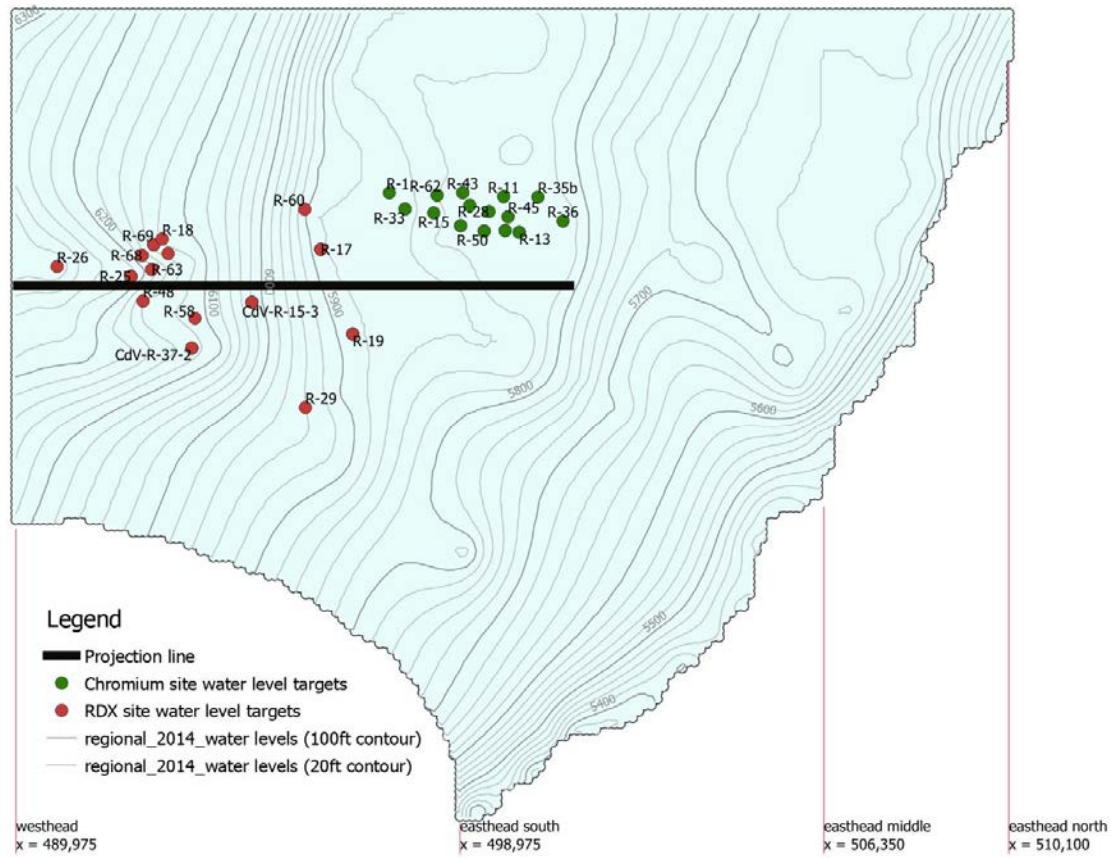 6300
R-1
R-62
R-43
R-11
R-35b
R-60
R-33
R-15
R-28
R-45
R-36
6200
R-69
R-18
R-50
R-13
R-17
R-26
R-68
R-63
R-25
6000
R-48
6100
5900
5700
R-58
CdV-R-15-3
R-19
CdV-R-37-2
R-29
5800
5600
5500
5400
Legend
Projection line
Chromium site water level targets
RDX site water level targets
regional_2014_water levels (100ft contour)
regional_2014_water levels (20ft contour)
westhead
x = 489,975
easthead south
x = 498,975
easthead middle
x = 506,350
easthead north
x = 510,100